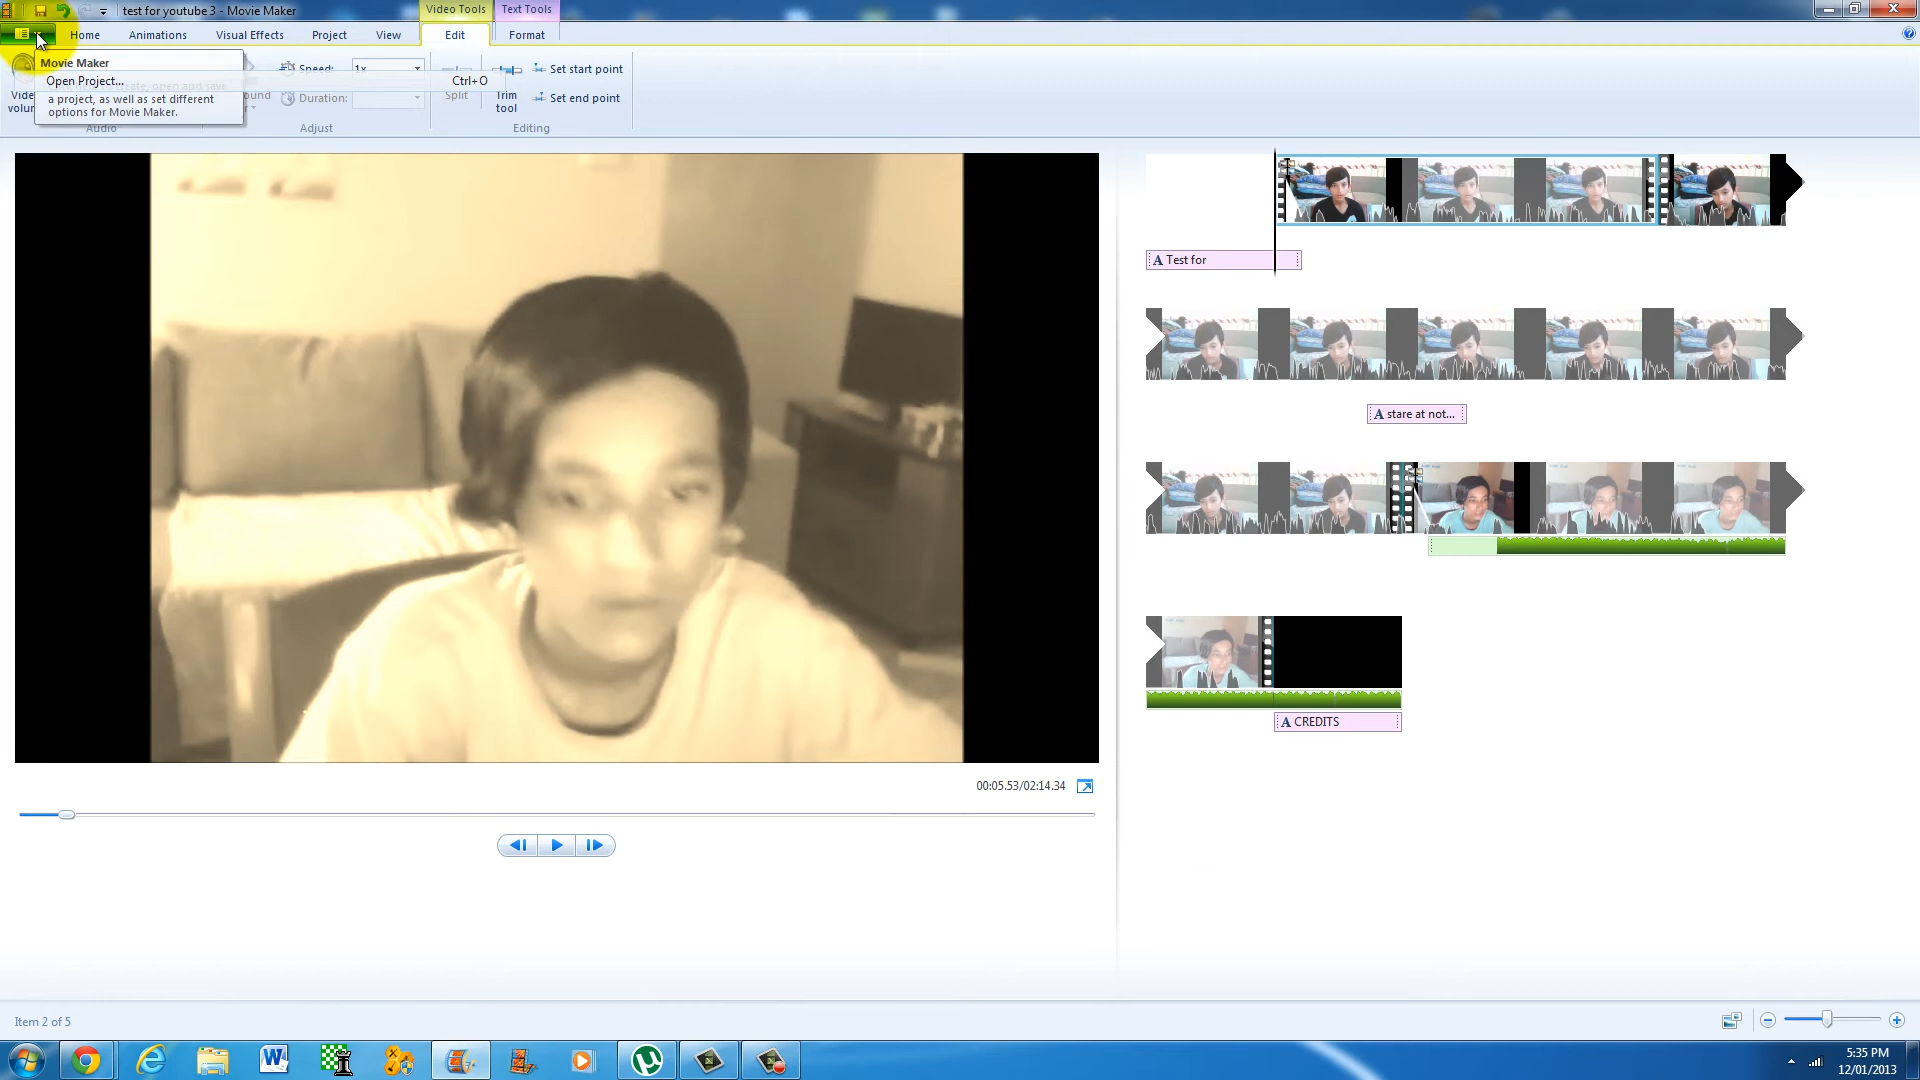 test for youtube 3 - Movie Maker
Video Tools
Text Tools
Home
Animations
Visual Effects
Project
View
Edit
Format
Movie Maker
Open Project...
Ctrl+O
a project, as well as set different
options for Movie Maker.
Speed:
1x
Duration:
Split
Trim
tool
Set start point
Set end point
Audio
Adjust
Editing
A Test for
A stare at not...
A CREDITS
00:05.53/02:14.34
Item 2 of 5
5:35 PM
12/01/2013